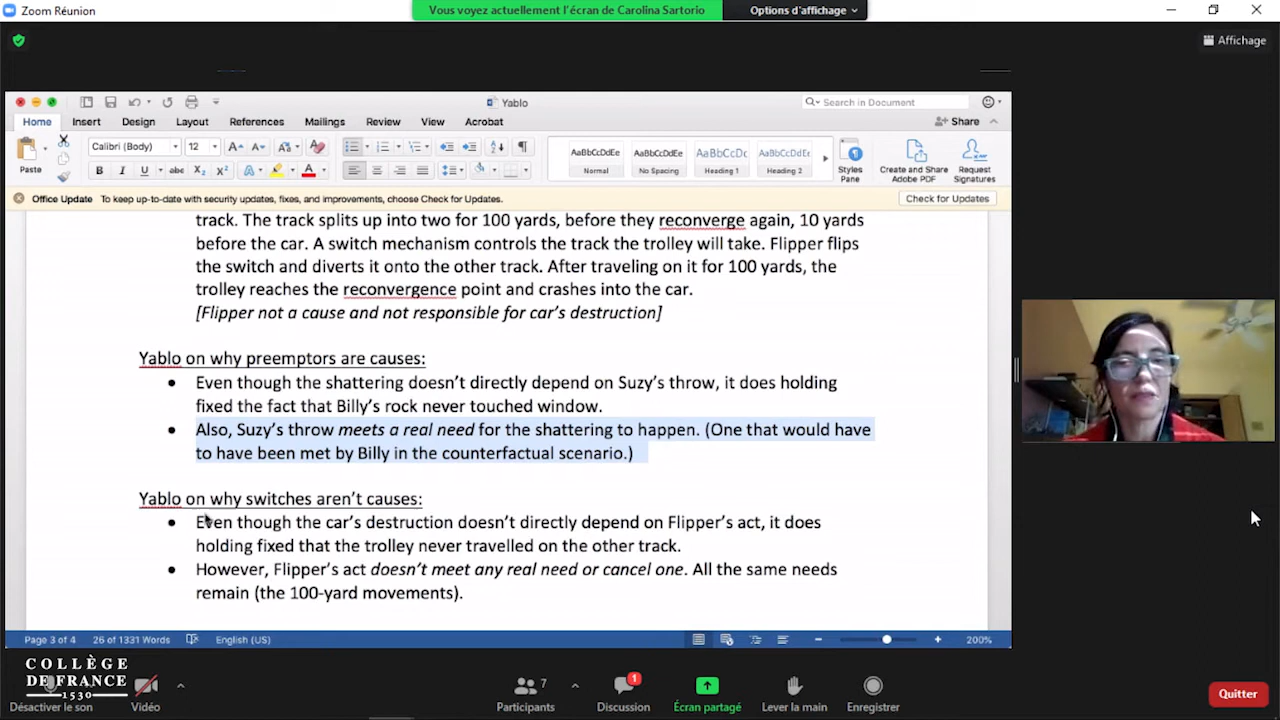 Zoom Réunion
Vous voyez actuellement l'écran de Carolina Sartorio
Options d'affichage
Affichage
Yablo
Search in Document
Home Insert Design Layout References Mailings Review View Acrobat
Share
Paste
Calibri (Body) 12
AaBbCcDdEe AaBbCcDdEe AaBbCcDc AaBbCcDdEe
Normal No Spacing Heading 1 Heading 2
Styles Pane
Create and Share Adobe PDF
Request Signatures
Office Update To keep up-to-date with security updates, fixes, and improvements, choose Check for Updates.
Check for Updates
track. The track splits up into two for 100 yards, before they reconverge again, 10 yards
before the car. A switch mechanism controls the track the trolley will take. Flipper flips
the switch and diverts it onto the other track. After traveling on it for 100 yards, the
trolley reaches the reconvergence point and crashes into the car.
[Flipper not a cause and not responsible for car's destruction]
Yablo on why preemptors are causes:
• Even though the shattering doesn't directly depend on Suzy's throw, it does holding
fixed the fact that Billy's rock never touched window.
• Also, Suzy's throw meets a real need for the shattering to happen. (One that would have
to have been met by Billy in the counterfactual scenario.)
Yablo on why switches aren't causes:
• Even though the car's destruction doesn't directly depend on Flipper's act, it does
holding fixed that the trolley never travelled on the other track.
• However, Flipper's act doesn't meet any real need or cancel one. All the same needs
remain (the 100-yard movements).
Page 3 of 4 26 of 1331 Words English (US) 200%
COLLÈGE
DE FRANCE
1530
Désactiver le son
Vidéo
7
Participants
1
Discussion
Écran partagé
Lever la main
Enregistrer
Quitter